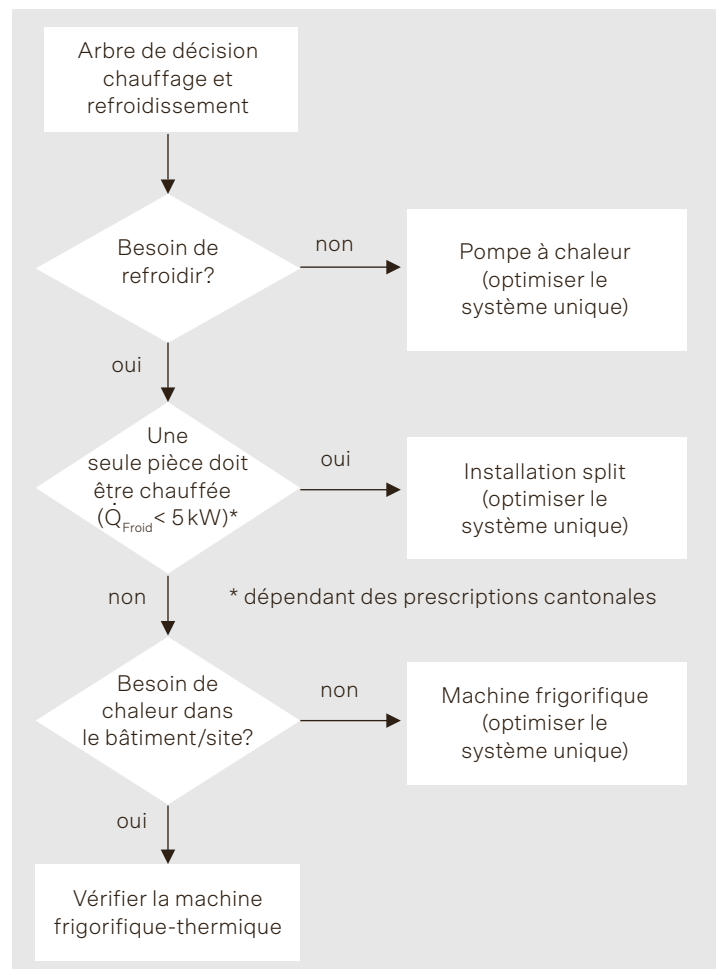 Arbre de décision
chauffage et
refroidissement
Besoin de
refroidir?
non
Pompe à chaleur
(optimiser le
système unique)
oui
Une
seule pièce doit
être chauffée
(Q̇Froid< 5 kW)*
oui
Installation split
(optimiser le
système unique)
non
* dépendant des prescriptions cantonales
Besoin de
chaleur dans
le bâtiment/site?
non
Machine frigorifique
(optimiser le
système unique)
oui
Vérifier la machine
frigorifique-thermique